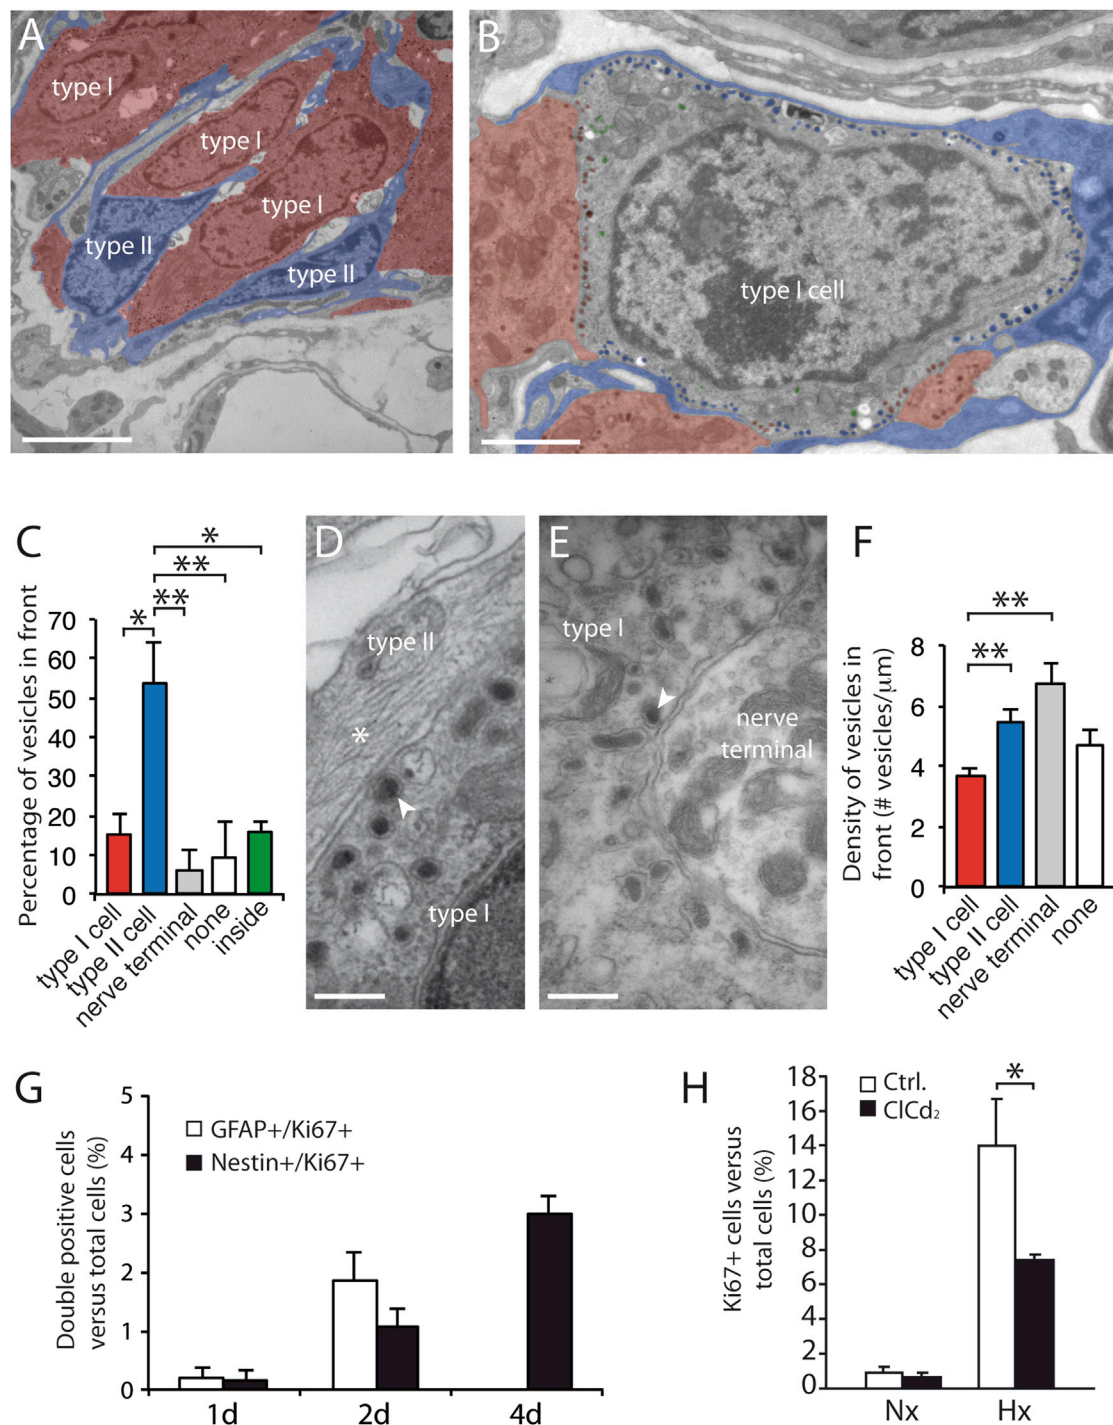 A
type I
type I
type I
type II
type II
B
type I cell
C
*
**
*
**
Percentage of vesicles in front
70
60
50
40
30
20
10
0
type I cell
type II cell
nerve terminal
none
inside
D
type II
*
type I
E
type I
nerve
terminal
F
**
**
Density of vesicles in
front (# vesicles/μm)
8
6
4
2
0
type I cell
type II cell
nerve terminal
none
G
Double positive cells
versus total cells (%)
5
4
3
2
1
0
GFAP+/Ki67+
Nestin+/Ki67+
1d
2d
4d
H
Ki67+ cells versus
total cells (%)
18
16
14
12
10
8
6
4
2
0
Ctrl.
ClCd₂
*
Nx
Hx